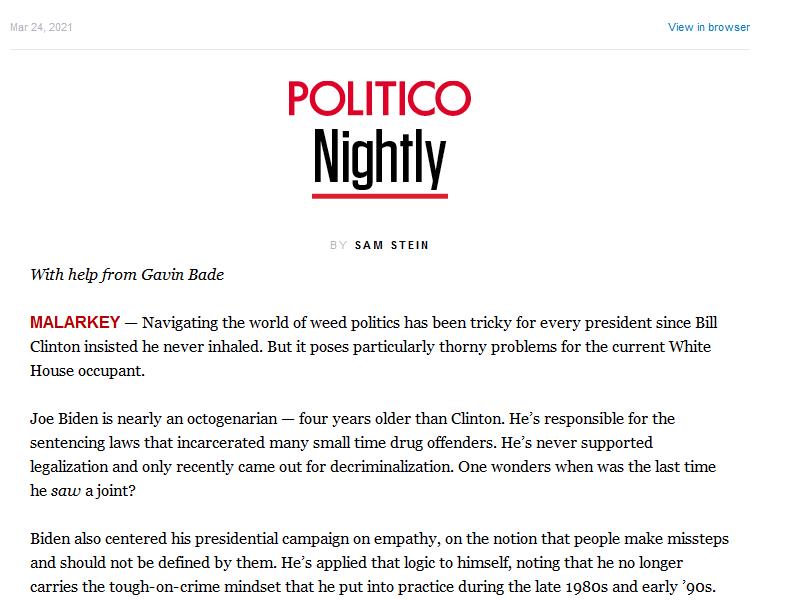 Mar 24, 2021
View in browser
POLITICO
Nightly
BY SAM STEIN
With help from Gavin Bade
MALARKEY — Navigating the world of weed politics has been tricky for every president since Bill
Clinton insisted he never inhaled. But it poses particularly thorny problems for the current White
House occupant.
Joe Biden is nearly an octogenarian — four years older than Clinton. He’s responsible for the
sentencing laws that incarcerated many small time drug offenders. He’s never supported
legalization and only recently came out for decriminalization. One wonders when was the last time
he saw a joint?
Biden also centered his presidential campaign on empathy, on the notion that people make missteps
and should not be defined by them. He’s applied that logic to himself, noting that he no longer
carries the tough-on-crime mindset that he put into practice during the late 1980s and early ’90s.